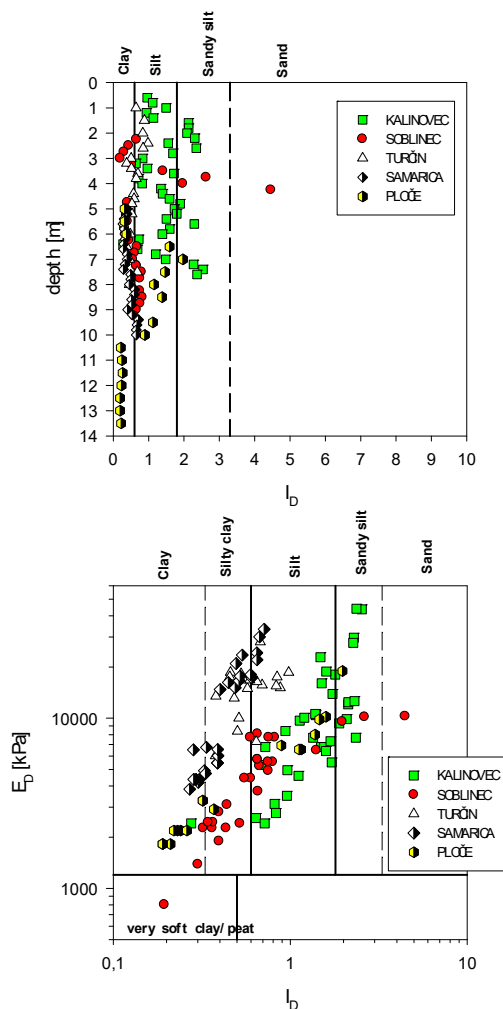 Clay
Silt
Sandy silt
Sand
0
1
2
3
4
5
6
7
8
9
10
11
12
13
14
depth [m]
KALINOVEC
SOBLINEC
TURČIN
SAMARICA
PLOČE
0 1 2 3 4 5 6 7 8 9 10
I_D
Clay
Silty clay
Silt
Sandy silt
Sand
10000
1000
E_D [kPa]
KALINOVEC
SOBLINEC
TURČIN
SAMARICA
PLOČE
very soft clay/ peat
0,1 1 10
I_D